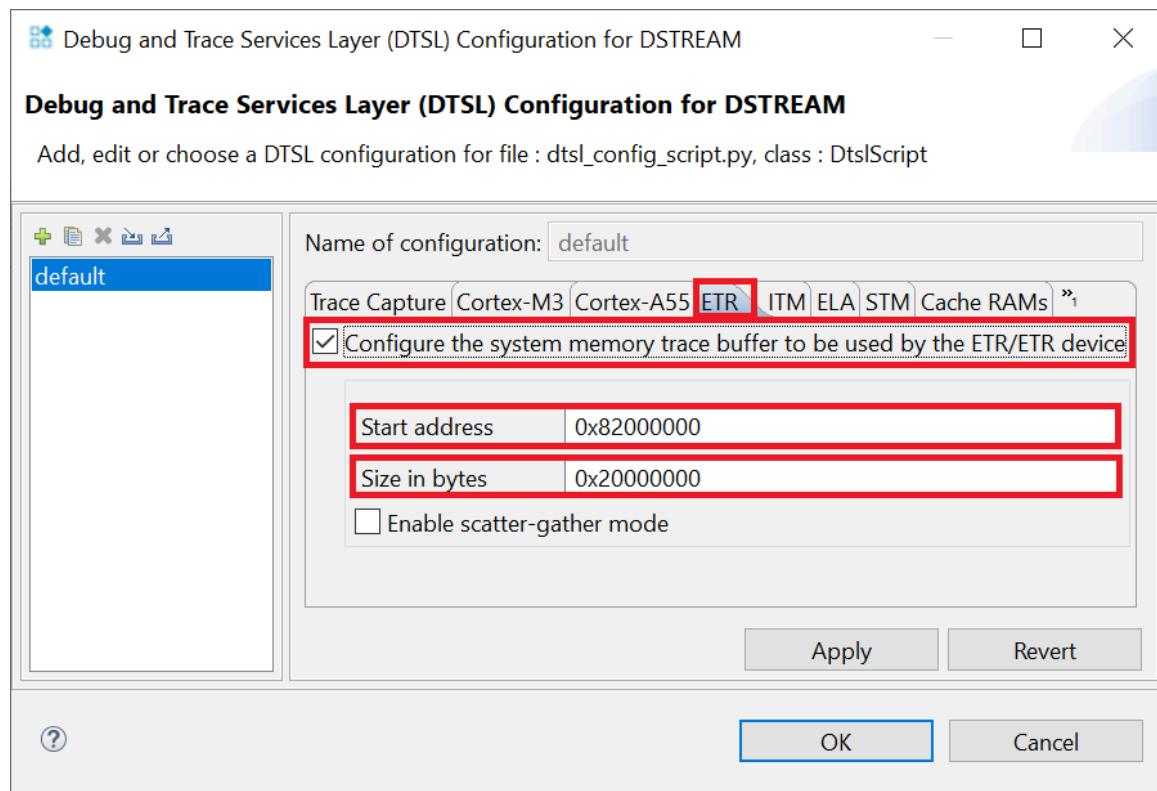 Debug and Trace Services Layer (DTSL) Configuration for DSTREAM
Debug and Trace Services Layer (DTSL) Configuration for DSTREAM
Add, edit or choose a DTSL configuration for file : dtsl_config_script.py, class : DtslScript
Name of configuration: default
default
Trace Capture Cortex-M3 Cortex-A55 ETR ITM ELA STM Cache RAMs »1
Configure the system memory trace buffer to be used by the ETR/ETR device
Start address 0x82000000
Size in bytes 0x20000000
Enable scatter-gather mode
Apply Revert
? OK Cancel